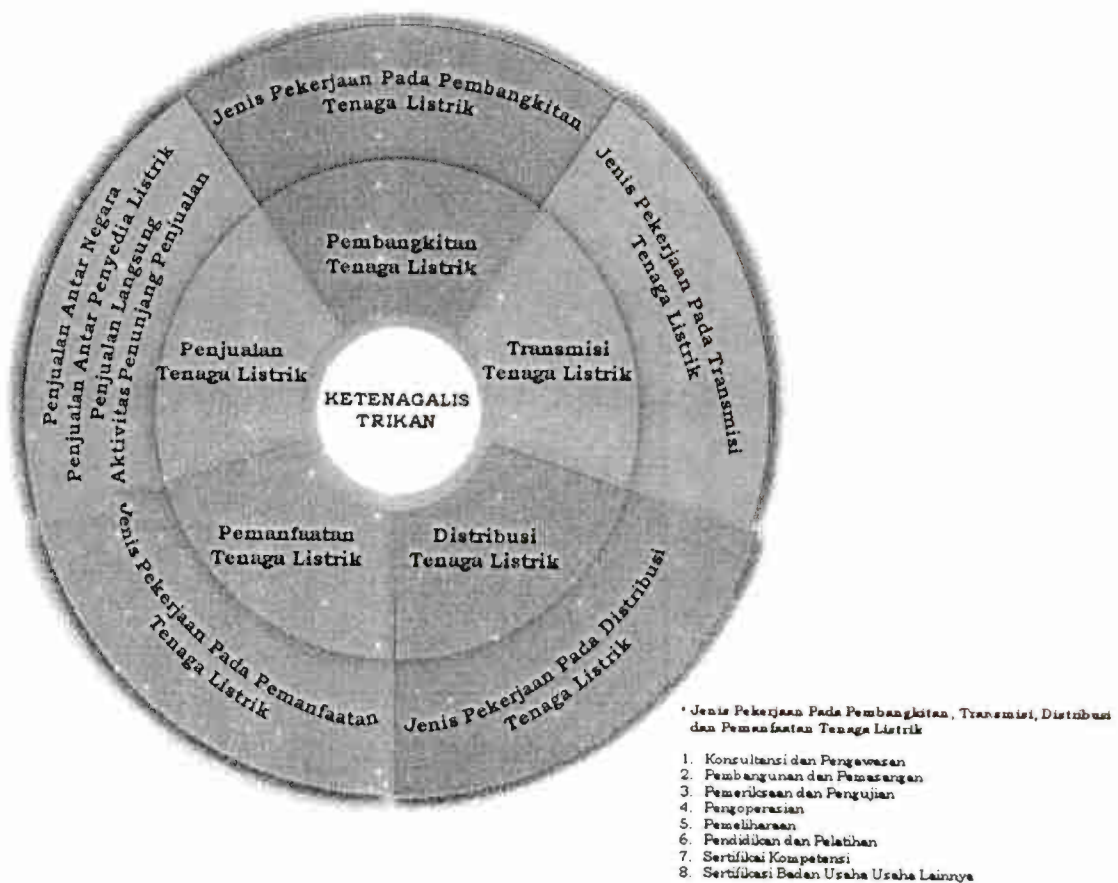 Jenis Pekerjaan Pada Pembangkitan
Tenaga Listrik
Jenis Pekerjaan Pada Transmisi
Tenaga Listrik
Jenis Pekerjaan Pada Distribusi
Tenaga Listrik
Jenis Pekerjaan Pada Pemanfaatan
Tenaga Listrik
Penjualan Antar Negara
Penjualan Antar Penyedia Listrik
Penjualan Langsung
Aktivitas Penunjang Penjualan
Pembangkitan
Tenaga Listrik
Transmisi
Tenaga Listrik
Distribusi
Tenaga Listrik
Pemanfaatan
Tenaga Listrik
Penjualan
Tenaga Listrik
KETENAGALIS
TRIKAN
* Jenis Pekerjaan Pada Pembangkitan, Transmisi, Distribusi
dan Pemanfaatan Tenaga Listrik
1. Konsultansi dan Pengawasan
2. Pembangunan dan Pemasangan
3. Pemeriksaan dan Pengujian
4. Pengoperasian
5. Pemeliharaan
6. Pendidikan dan Pelatihan
7. Sertifikai Kompetensi
8. Sertifikasi Badan Usaha Usaha Lainnya